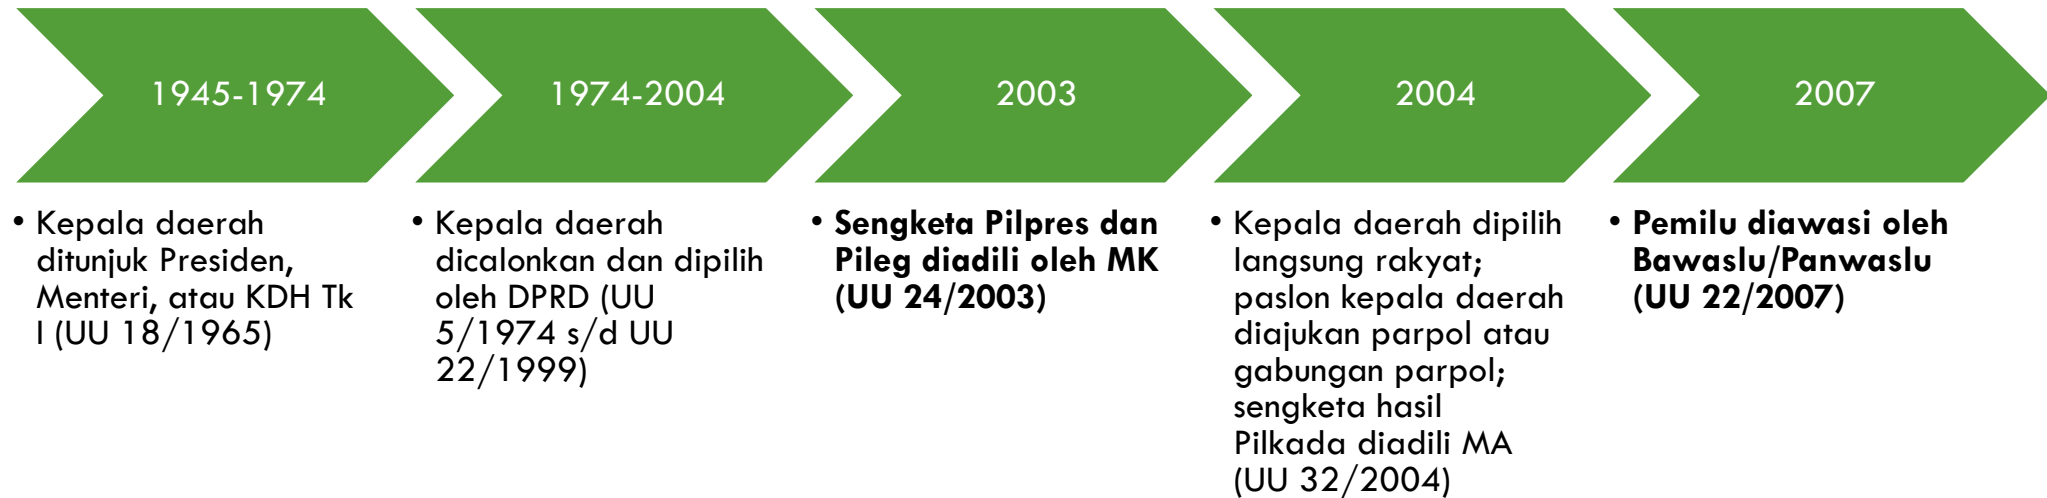 1945-1974
• Kepala daerah
ditunjuk Presiden,
Menteri, atau KDH Tk
I (UU 18/1965)
1974-2004
• Kepala daerah
dicalonkan dan dipilih
oleh DPRD (UU
5/1974 s/d UU
22/1999)
2003
• Sengketa Pilpres dan
Pileg diadili oleh MK
(UU 24/2003)
2004
• Kepala daerah dipilih
langsung rakyat;
paslon kepala daerah
diajukan parpol atau
gabungan parpol;
sengketa hasil
Pilkada diadili MA
(UU 32/2004)
2007
• Pemilu diawasi oleh
Bawaslu/Panwaslu
(UU 22/2007)